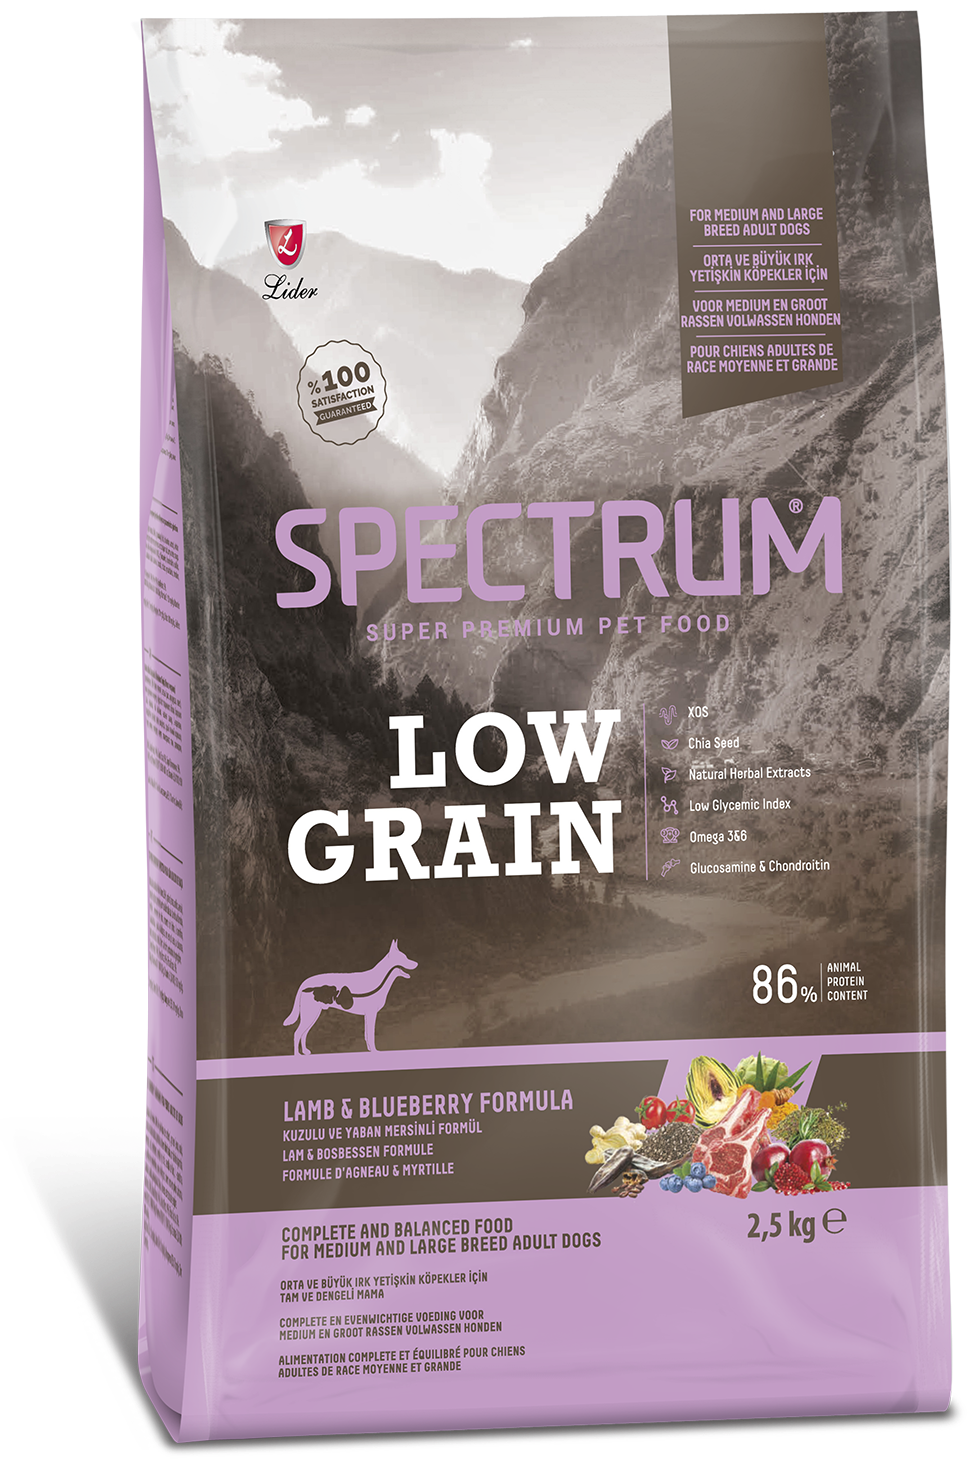 FOR MEDIUM AND LARGE
BREED ADULT DOGS
ORTA VE BÜYÜK IRK
YETİŞKİN KÖPEKLER İÇİN
VOOR MEDIUM EN GROOT
RASSEN VOLWASSEN HONDEN
POUR CHIENS ADULTES DE
RACE MOYENNE ET GRANDE
L
Lider
%100
SATISFACTION
GUARANTEED
SPECTRUM®
SUPER PREMIUM PET FOOD
LOW
GRAIN
XOS
Chia Seed
Natural Herbal Extracts
Low Glycemic Index
Omega 3&6
Glucosamine & Chondroitin
86%
ANIMAL
PROTEIN
CONTENT
LAMB & BLUEBERRY FORMULA
KUZULU VE YABAN MERSİNLİ FORMÜL
LAM & BOSBESSEN FORMULE
FORMULE D'AGNEAU & MYRTILLE
2,5 kg ℮
COMPLETE AND BALANCED FOOD
FOR MEDIUM AND LARGE BREED ADULT DOGS
ORTA VE BÜYÜK IRK YETİŞKİN KÖPEKLER İÇİN
TAM VE DENGELİ MAMA
COMPLETE EN EVENWICHTIGE VOEDING VOOR
MEDIUM EN GROOT RASSEN VOLWASSEN HONDEN
ALIMENTATION COMPLETE ET ÉQUILIBRÉ POUR CHIENS
ADULTES DE RACE MOYENNE ET GRANDE